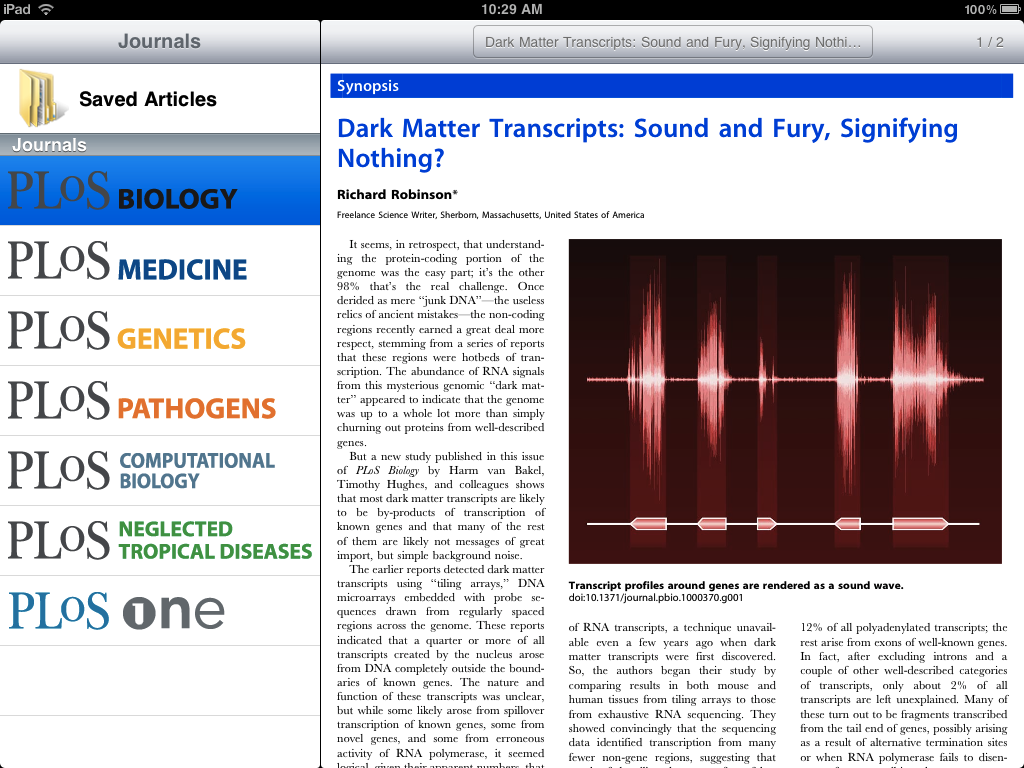 iPad
10:29 AM
100%
Journals
Saved Articles
Journals
PLoS BIOLOGY
PLoS MEDICINE
PLoS GENETICS
PLoS PATHOGENS
PLoS COMPUTATIONAL
BIOLOGY
PLoS NEGLECTED
TROPICAL DISEASES
PLoS one
Dark Matter Transcripts: Sound and Fury, Signifying Nothi...
1 / 2
Synopsis
Dark Matter Transcripts: Sound and Fury, Signifying
Nothing?
Richard Robinson*
Freelance Science Writer, Sherborn, Massachusetts, United States of America
It seems, in retrospect, that understand-
ing the protein-coding portion of the
genome was the easy part; it's the other
98% that's the real challenge. Once
derided as mere "junk DNA"—the useless
relics of ancient mistakes—the non-coding
regions recently earned a great deal more
respect, stemming from a series of reports
that these regions were hotbeds of tran-
scription. The abundance of RNA signals
from this mysterious genomic "dark mat-
ter" appeared to indicate that the genome
was up to a whole lot more than simply
churning out proteins from well-described
genes.
But a new study published in this issue
of PLoS Biology by Harm van Bakel,
Timothy Hughes, and colleagues shows
that most dark matter transcripts are likely
to be by-products of transcription of
known genes and that many of the rest
of them are likely not messages of great
import, but simple background noise.
The earlier reports detected dark matter
transcripts using "tiling arrays," DNA
microarrays embedded with probe se-
quences drawn from regularly spaced
regions across the genome. These reports
indicated that a quarter or more of all
transcripts created by the nucleus arose
from DNA completely outside the bound-
aries of known genes. The nature and
function of these transcripts was unclear,
but while some likely arose from spillover
transcription of known genes, some from
novel genes, and some from erroneous
activity of RNA polymerase, it seemed
logical, given their apparent numbers, that
Transcript profiles around genes are rendered as a sound wave.
doi:10.1371/journal.pbio.1000370.g001
of RNA transcripts, a technique unavail-
able even a few years ago when dark
matter transcripts were first discovered.
So, the authors began their study by
comparing results in both mouse and
human tissues from tiling arrays to those
from exhaustive RNA sequencing. They
showed convincingly that the sequencing
data identified transcription from many
fewer non-gene regions, suggesting that
12% of all polyadenylated transcripts; the
rest arise from exons of well-known genes.
In fact, after excluding introns and a
couple of other well-described categories
of transcripts, only about 2% of all
transcripts are left unexplained. Many of
these turn out to be fragments transcribed
from the tail end of genes, possibly arising
as a result of alternative termination sites
or when RNA polymerase fails to disen-